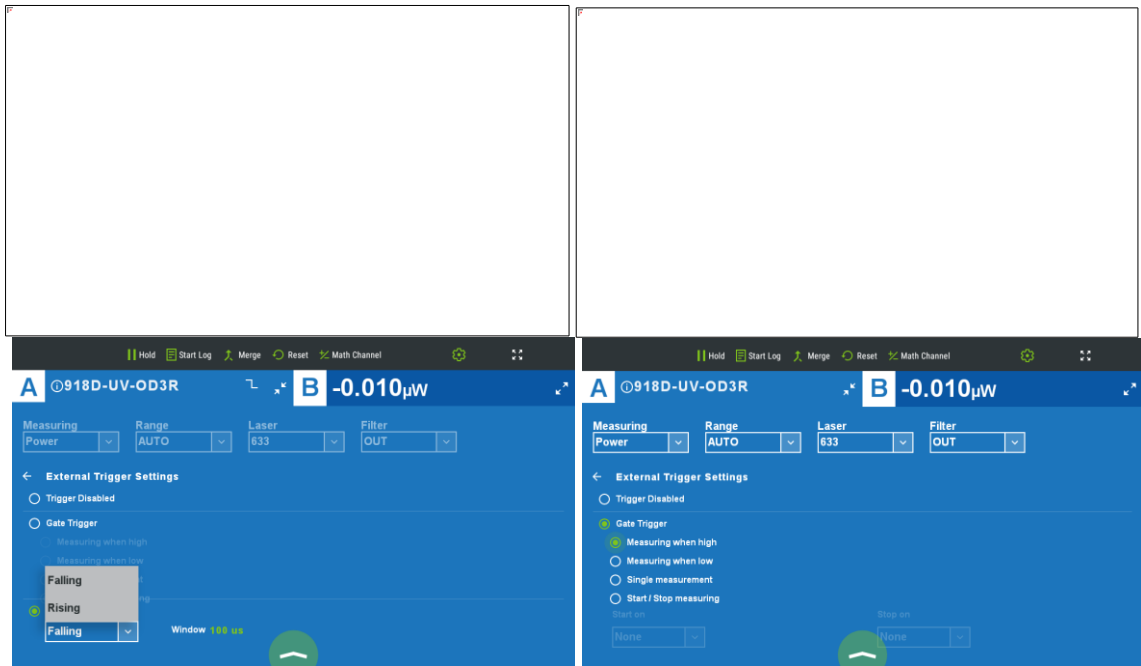 Hold Start Log Merge Reset Math Channel
A 918D-UV-OD3R B -0.010µW
Measuring Range Laser Filter
Power AUTO 633 OUT
External Trigger Settings
Trigger Disabled
Gate Trigger
Measuring when high
Measuring when low
Falling
Rising
Falling Window 100 us
Hold Start Log Merge Reset Math Channel
A 918D-UV-OD3R B -0.010µW
Measuring Range Laser Filter
Power AUTO 633 OUT
External Trigger Settings
Trigger Disabled
Gate Trigger
Measuring when high
Measuring when low
Single measurement
Start / Stop measuring
Start on Stop on
None None